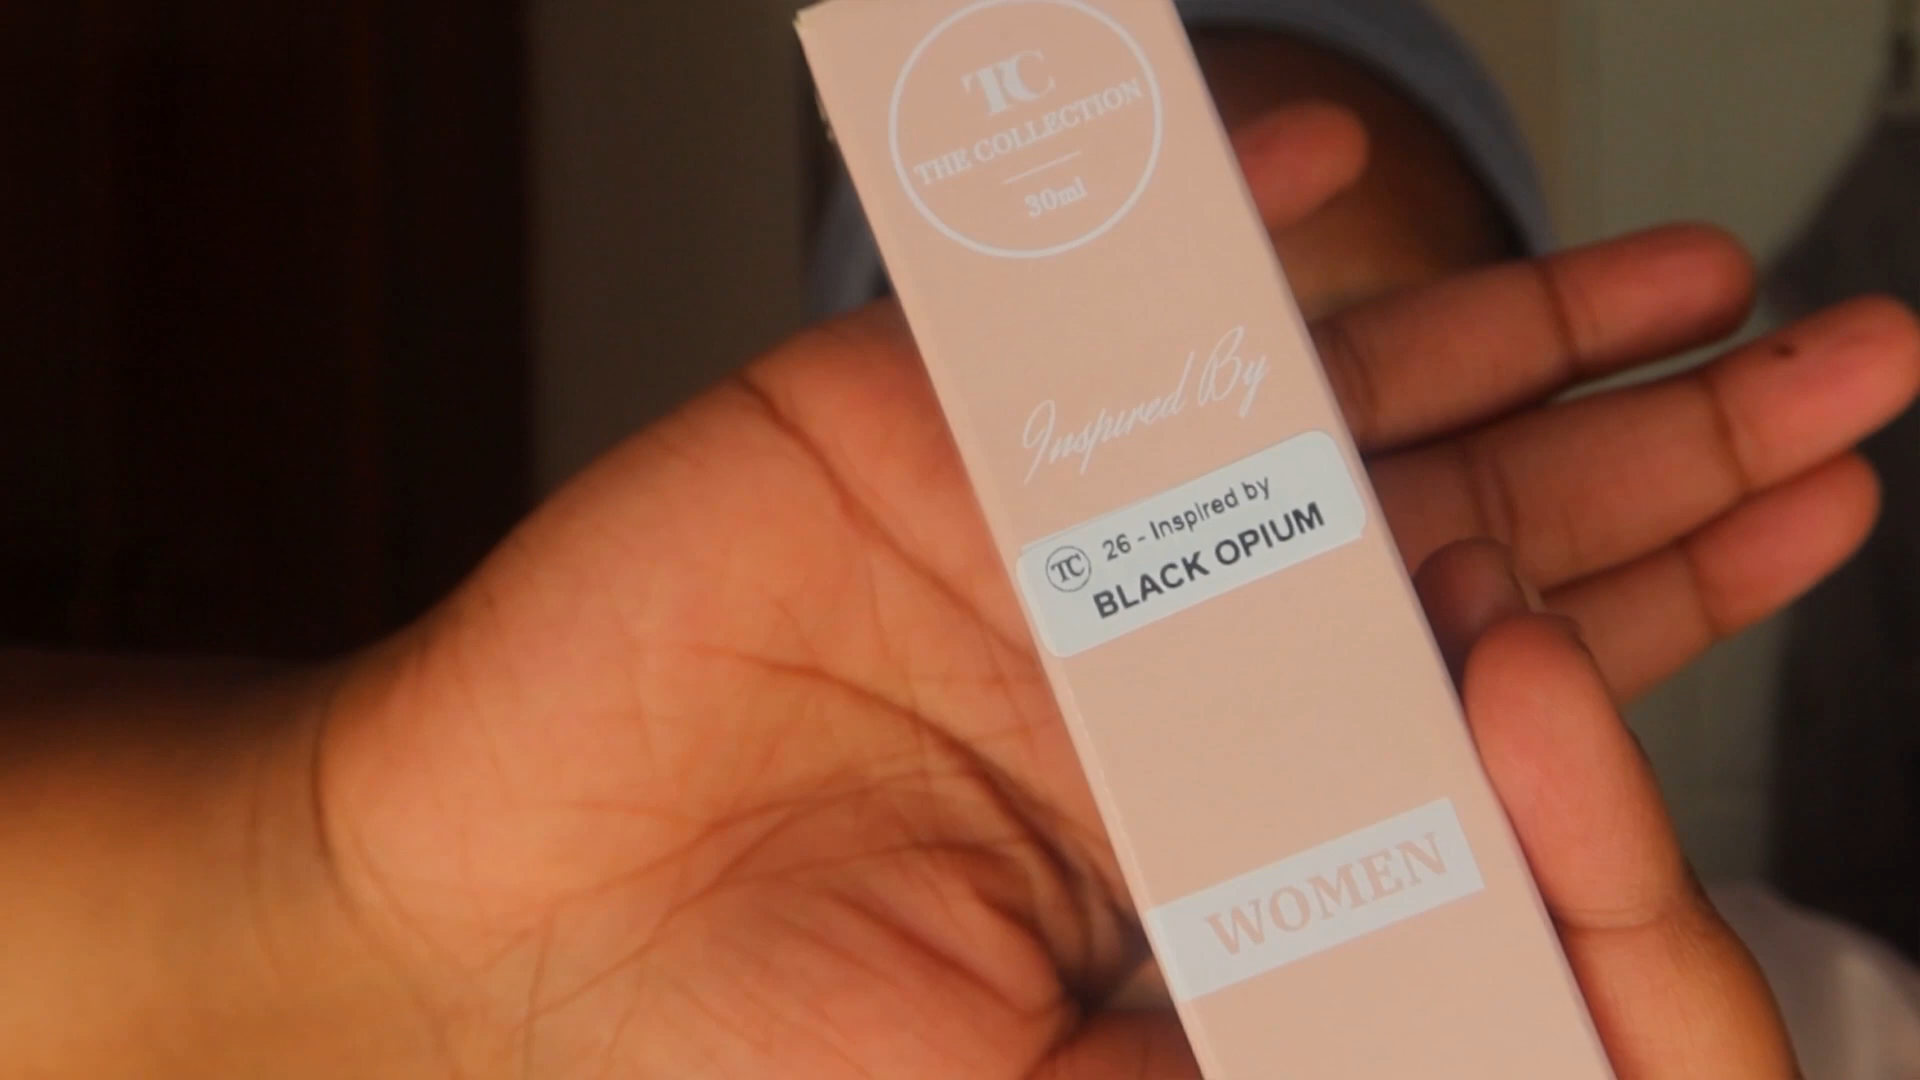 TC
THE COLLECTION
30ml
Inspired By
TC 26 - Inspired by
BLACK OPIUM
WOMEN